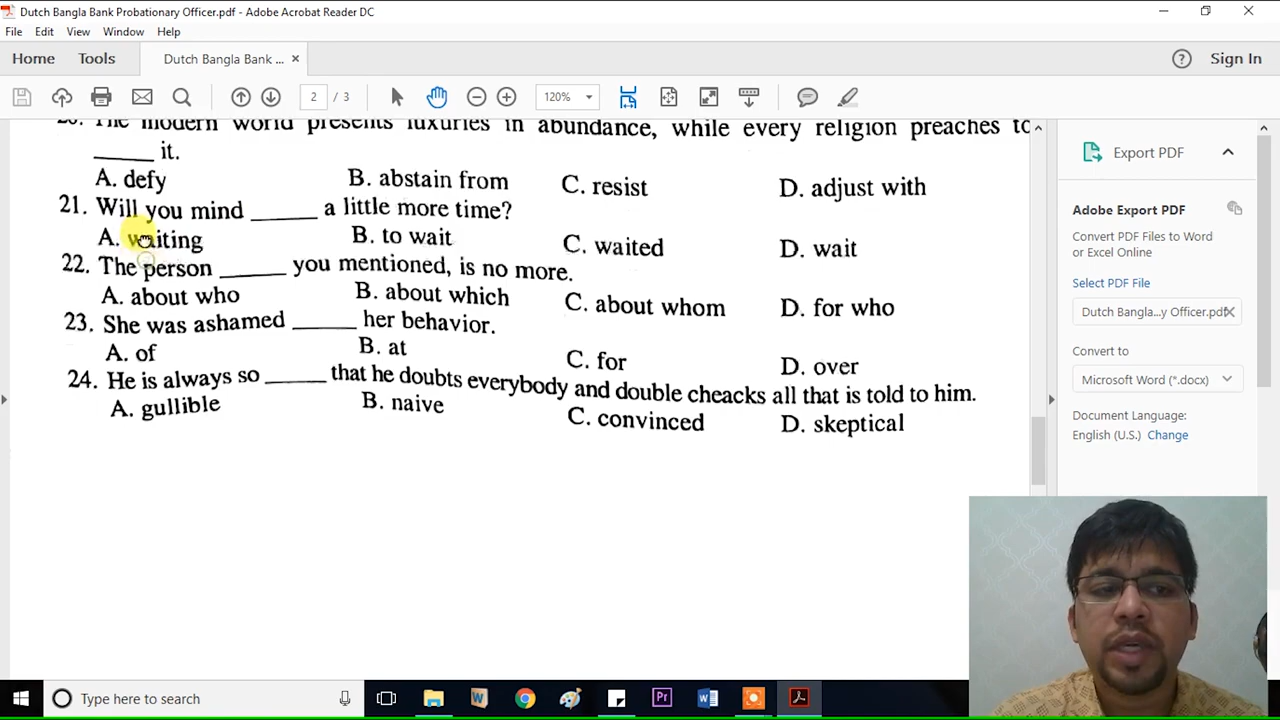 Dutch Bangla Bank Probationary Officer.pdf - Adobe Acrobat Reader DC
File Edit View Window Help
Home Tools Dutch Bangla Bank ... × Sign In
2 / 3 120%
20. The modern world presents luxuries in abundance, while every religion preaches to
_____ it.
A. defy B. abstain from C. resist D. adjust with
21. Will you mind _____ a little more time?
A. waiting B. to wait C. waited D. wait
22. The person _____ you mentioned, is no more.
A. about who B. about which C. about whom D. for who
23. She was ashamed _____ her behavior.
A. of B. at C. for D. over
24. He is always so _____ that he doubts everybody and double cheacks all that is told to him.
A. gullible B. naive C. convinced D. skeptical
Export PDF
Adobe Export PDF
Convert PDF Files to Word
or Excel Online
Select PDF File
Dutch Bangla...y Officer.pdf
Convert to
Microsoft Word (*.docx)
Document Language:
English (U.S.) Change
Type here to search